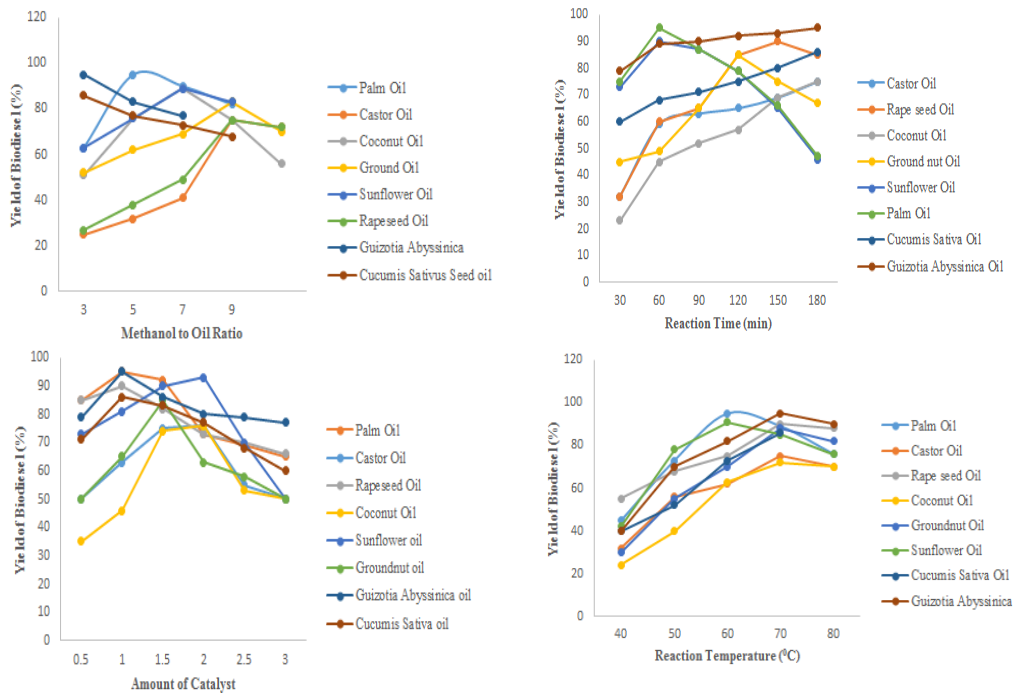 120
100
80
60
40
20
0
Yield of Biodiesel (%)
3 5 7 9
Methanol to Oil Ratio
Palm Oil
Castor Oil
Coconut Oil
Ground Oil
Sunflower Oil
Rapeseed Oil
Guizotia Abyssinica
Cucumis Sativus Seed oil
100
90
80
70
60
50
40
30
20
10
0
Yield of Biodiesel (%)
30 60 90 120 150 180
Reaction Time (min)
Castor Oil
Rape seed Oil
Coconut Oil
Ground nut Oil
Sunflower Oil
Palm Oil
Cucumis Sativa Oil
Guizotia Abyssinica Oil
100
90
80
70
60
50
40
30
20
10
0
Yield of Biodiesel (%)
0.5 1 1.5 2 2.5 3
Amount of Catalyst
Palm Oil
Castor Oil
Rapeseed Oil
Coconut Oil
Sunflower oil
Groundnut oil
Guizotia Abyssinica oil
Cucumis Sativa oil
120
100
80
60
40
20
0
Yield of Biodiesel (%)
40 50 60 70 80
Reaction Temperature (⁰C)
Palm Oil
Castor Oil
Rape seed Oil
Coconut Oil
Groundnut Oil
Sunflower Oil
Cucumis Sativa Oil
Guizotia Abyssinica